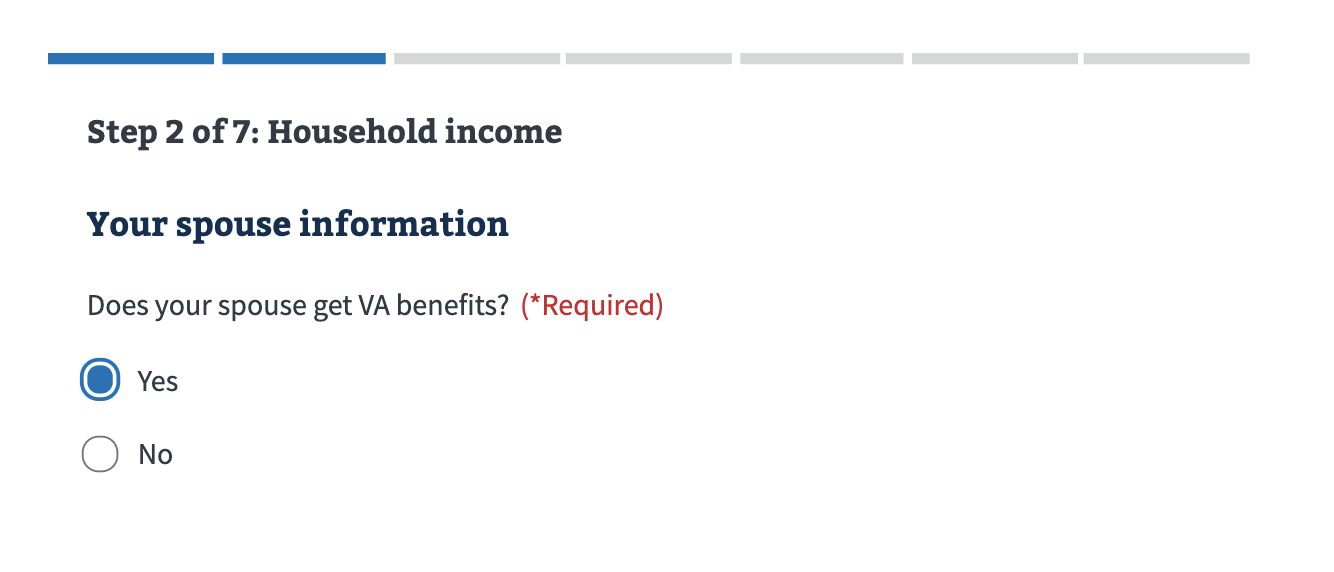 Step 2 of 7: Household income
Your spouse information
Does your spouse get VA benefits? (*Required)
Yes
No